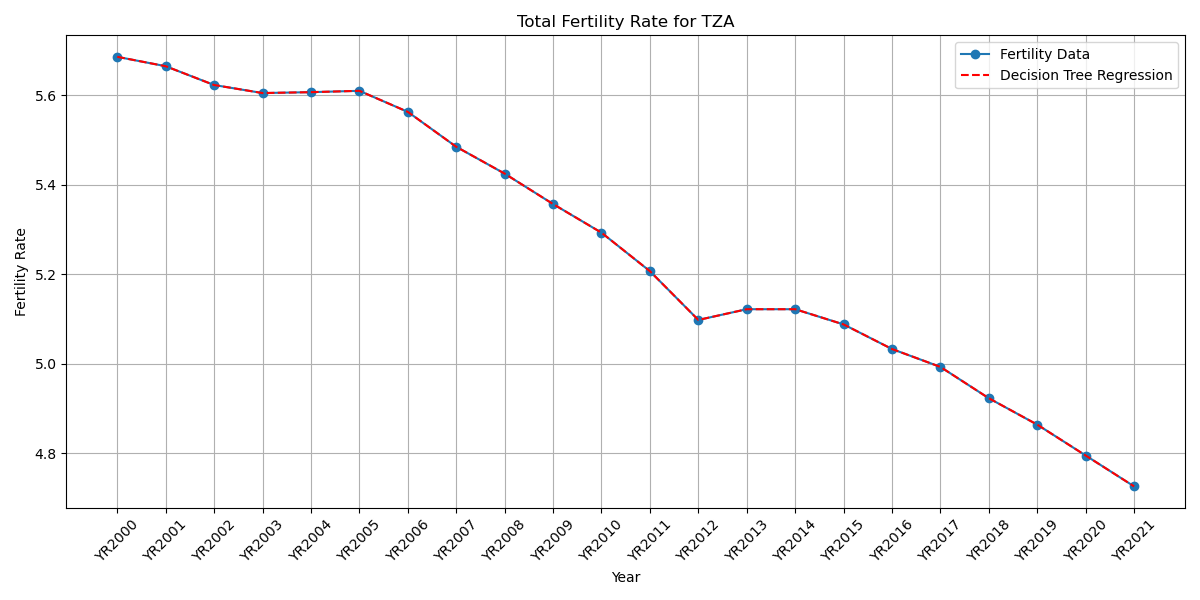 Total Fertility Rate for TZA
Fertility Data
Decision Tree Regression
Fertility Rate
5.6
5.4
5.2
5.0
4.8
YR2000
YR2001
YR2002
YR2003
YR2004
YR2005
YR2006
YR2007
YR2008
YR2009
YR2010
YR2011
YR2012
YR2013
YR2014
YR2015
YR2016
YR2017
YR2018
YR2019
YR2020
YR2021
Year